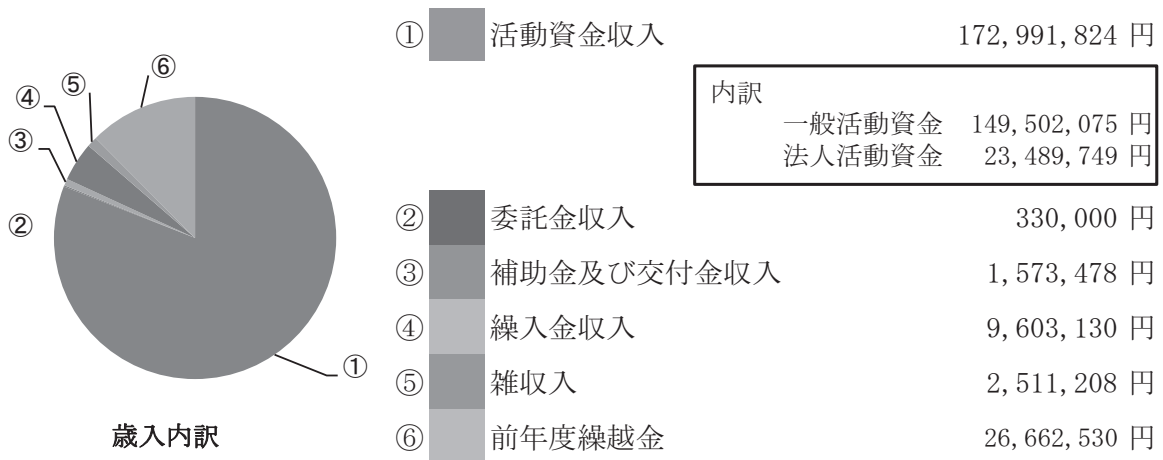 ① 活動資金収入 172,991,824 円
内訳
一般活動資金 149,502,075 円
法人活動資金 23,489,749 円
② 委託金収入 330,000 円
③ 補助金及び交付金収入 1,573,478 円
④ 繰入金収入 9,603,130 円
⑤ 雑収入 2,511,208 円
⑥ 前年度繰越金 26,662,530 円
⑥
⑤
④
③
②
①
歳入内訳